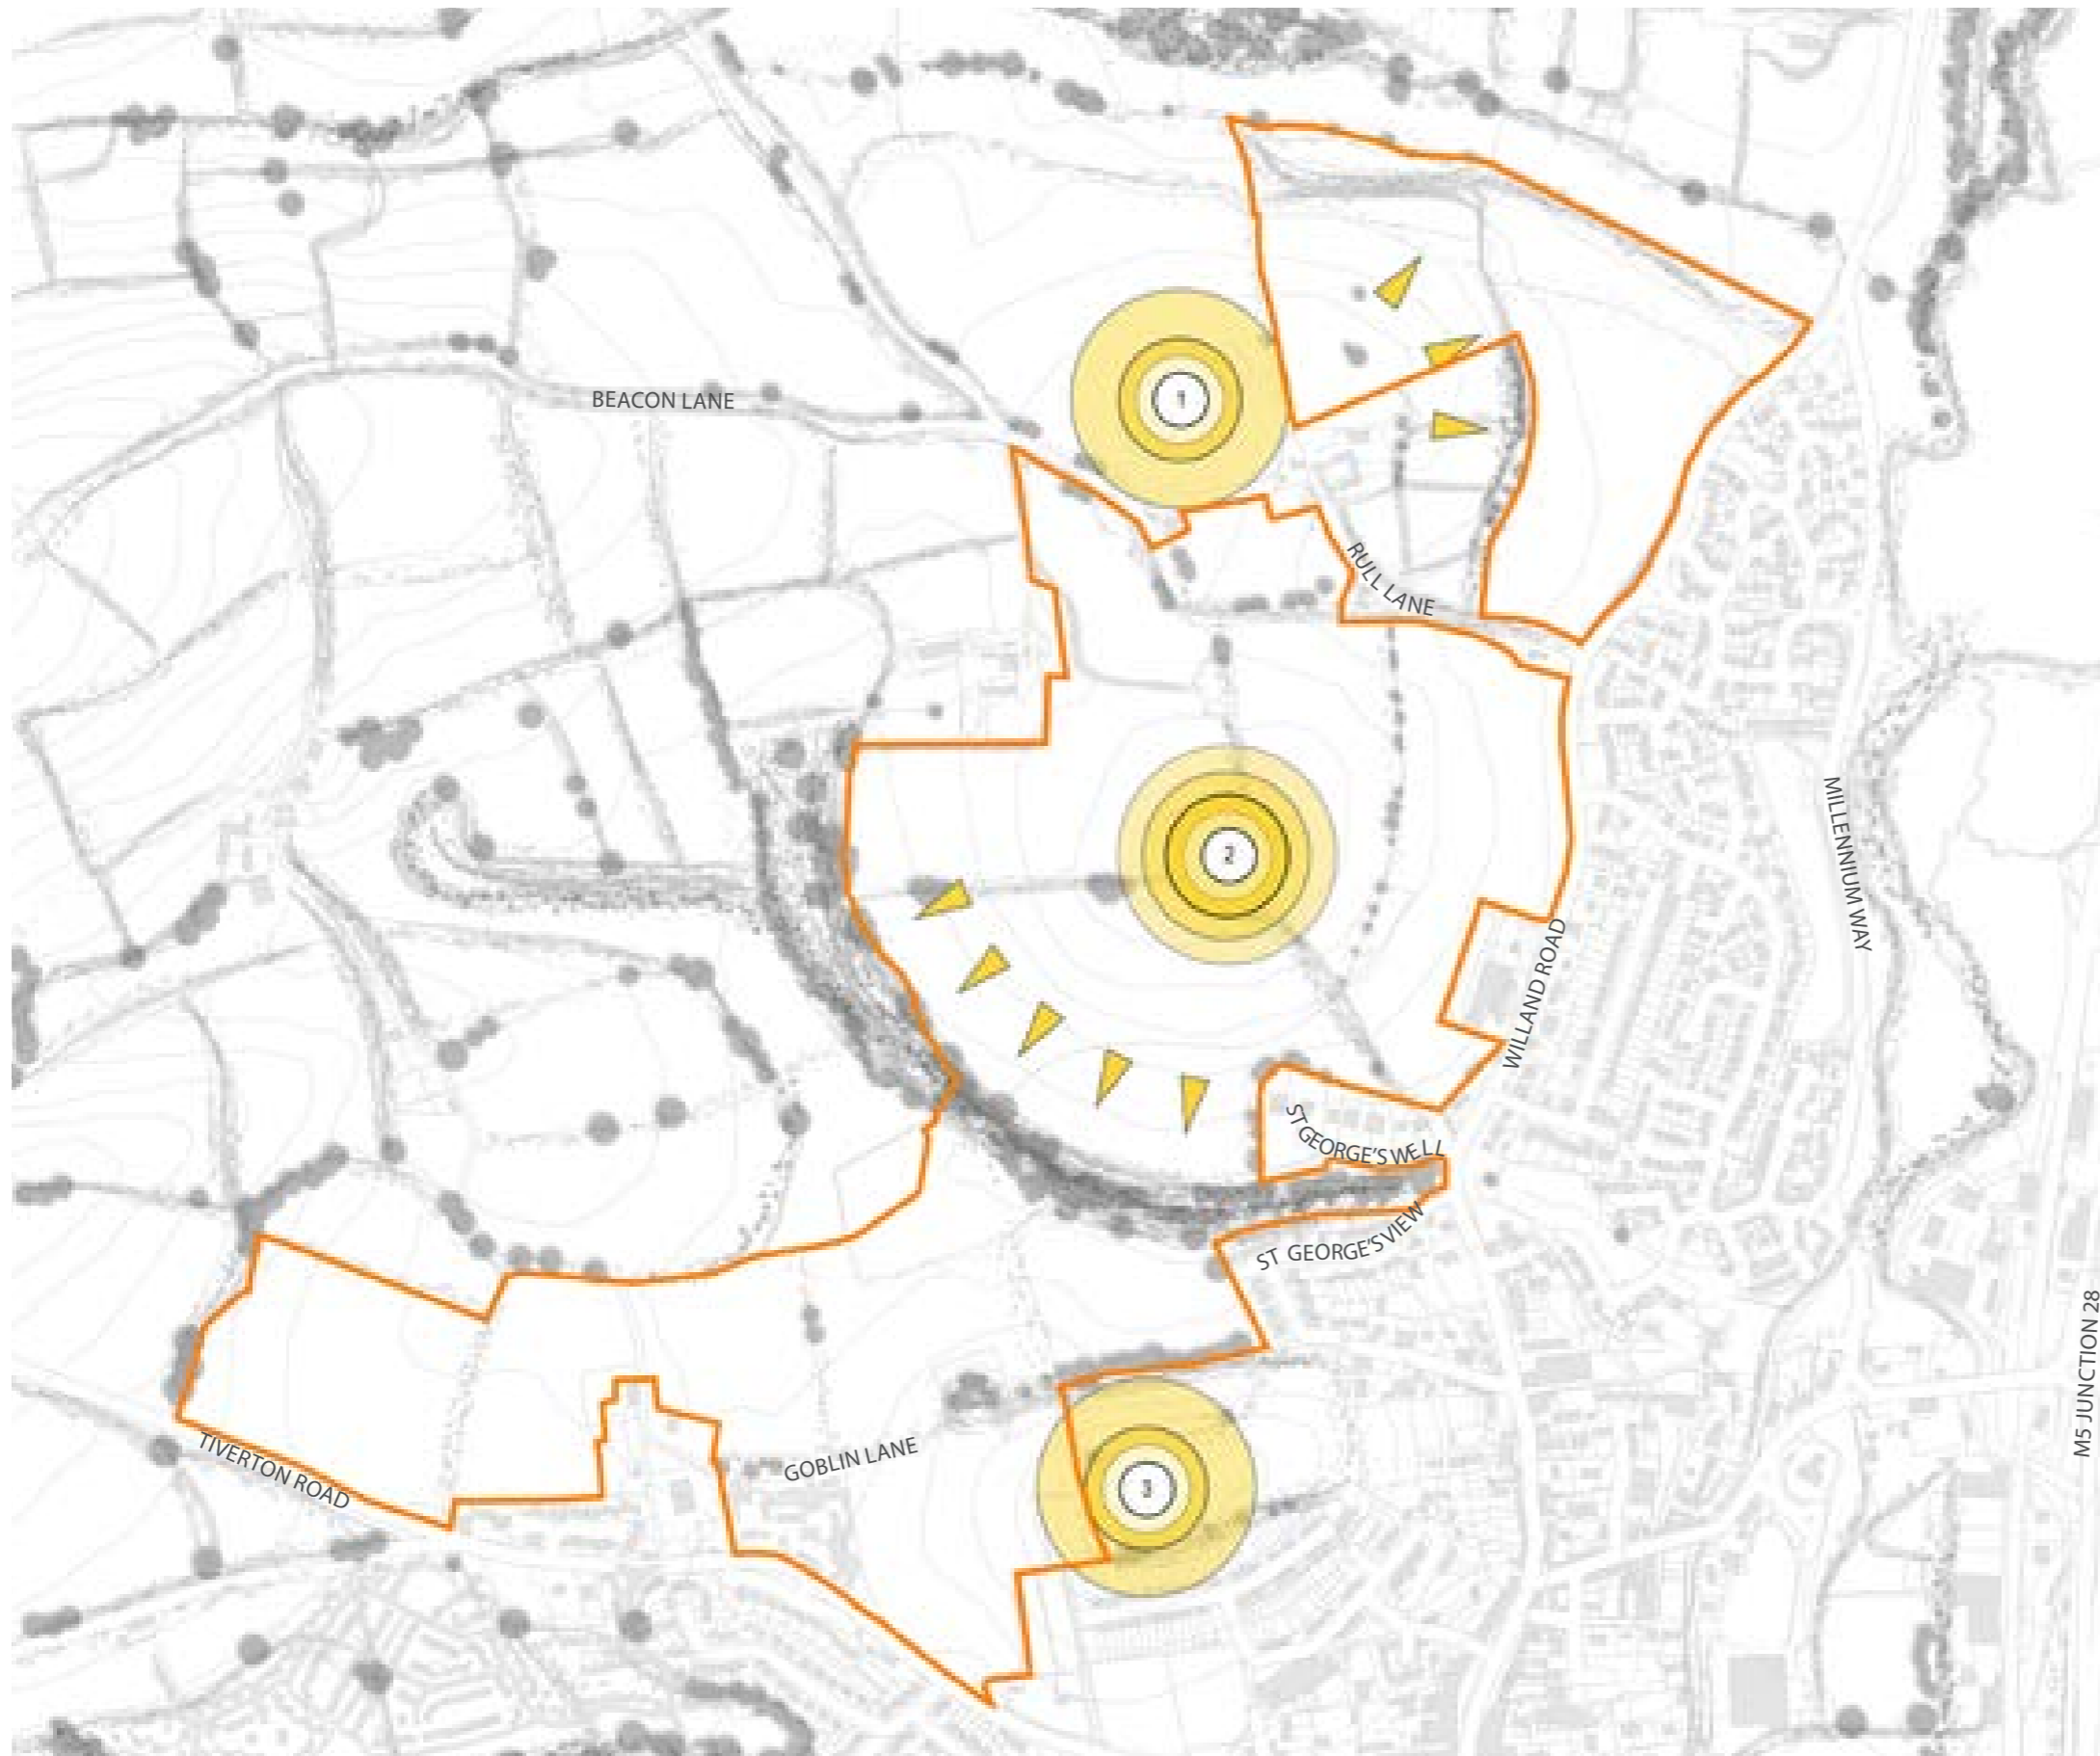 BEACON LANE
1
RULL LANE
2
MILLENNIUM WAY
WILLAND ROAD
ST GEORGE'S WELL
ST GEORGE'S VIEW
M5 JUNCTION 28
TIVERTON ROAD
GOBLIN LANE
3